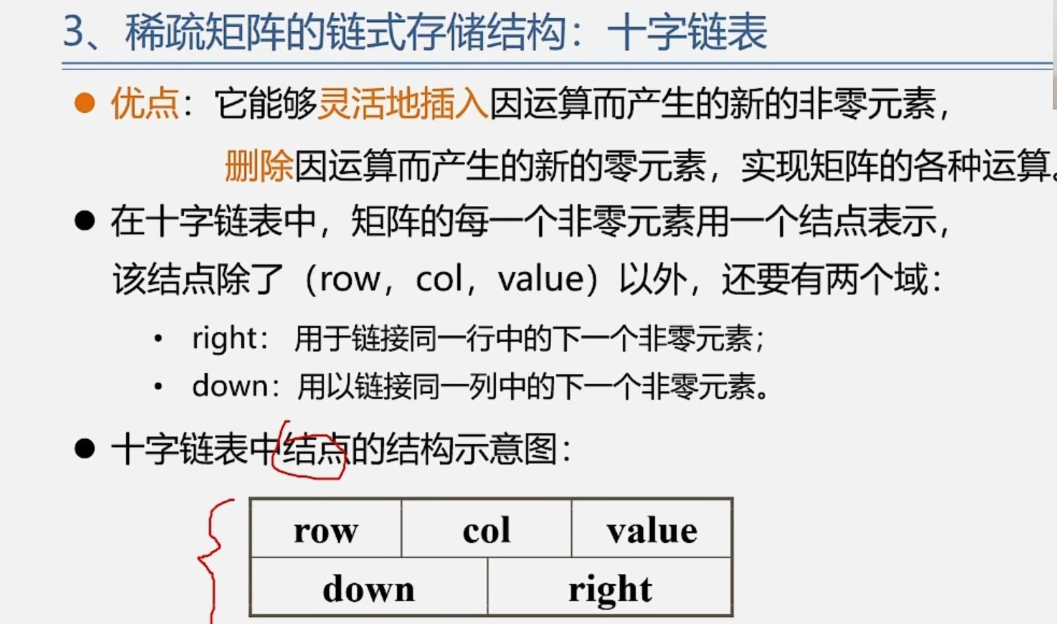 3、稀疏矩阵的链式存储结构：十字链表
优点：它能够灵活地插入因运算而产生的新的非零元素，
删除因运算而产生的新的零元素，实现矩阵的各种运算。
在十字链表中，矩阵的每一个非零元素用一个结点表示，
该结点除了（row，col，value）以外，还要有两个域：
• right： 用于链接同一行中的下一个非零元素；
• down：用以链接同一列中的下一个非零元素。
十字链表中结点的结构示意图：
row col value
down right